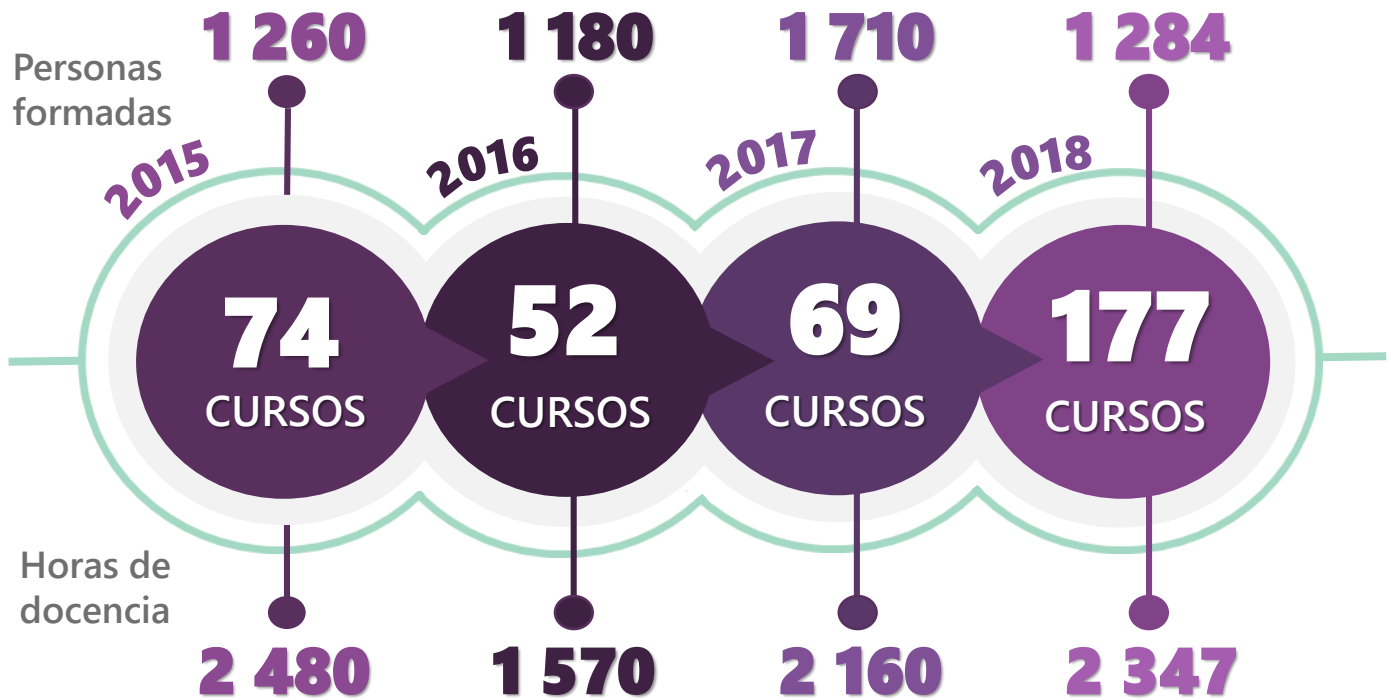 Personas
formadas
1 260
1 180
1 710
1 284
2015
2016
2017
2018
74
CURSOS
52
CURSOS
69
CURSOS
177
CURSOS
Horas de
docencia
2 480
1 570
2 160
2 347